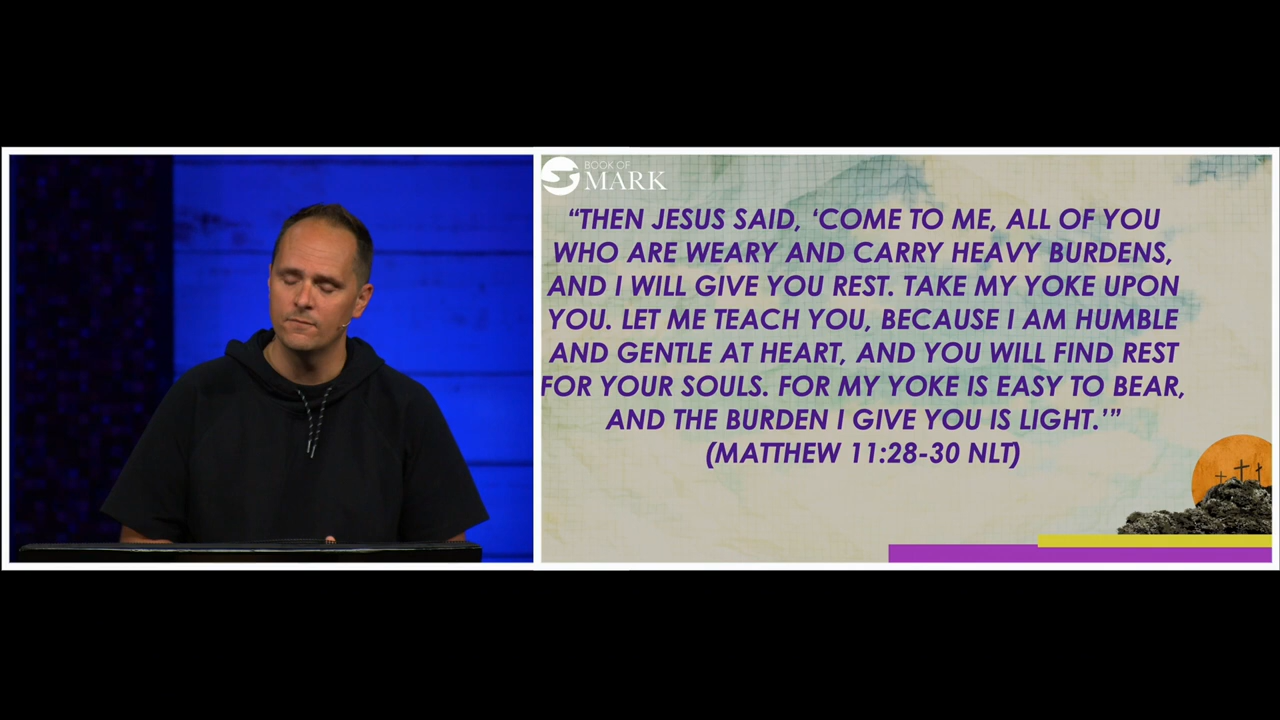 BOOK OF
MARK
“THEN JESUS SAID, ‘COME TO ME, ALL OF YOU
WHO ARE WEARY AND CARRY HEAVY BURDENS,
AND I WILL GIVE YOU REST. TAKE MY YOKE UPON
YOU. LET ME TEACH YOU, BECAUSE I AM HUMBLE
AND GENTLE AT HEART, AND YOU WILL FIND REST
FOR YOUR SOULS. FOR MY YOKE IS EASY TO BEAR,
AND THE BURDEN I GIVE YOU IS LIGHT.’”
(MATTHEW 11:28-30 NLT)